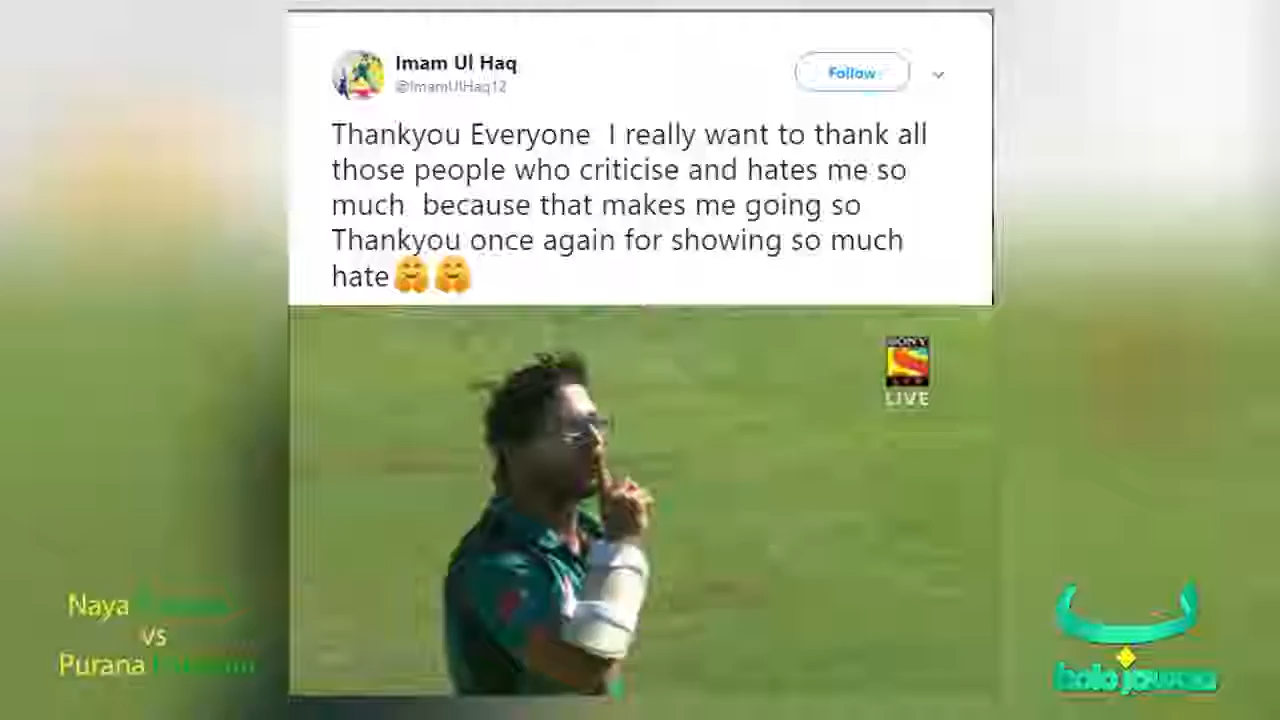 Imam Ul Haq
@ImamUlHaq12
Follow
Thankyou Everyone I really want to thank all
those people who criticise and hates me so
much because that makes me going so
Thankyou once again for showing so much
hate🤗🤗
SONY
LIVE
Naya
vs
Purana
ب
bolo jawan